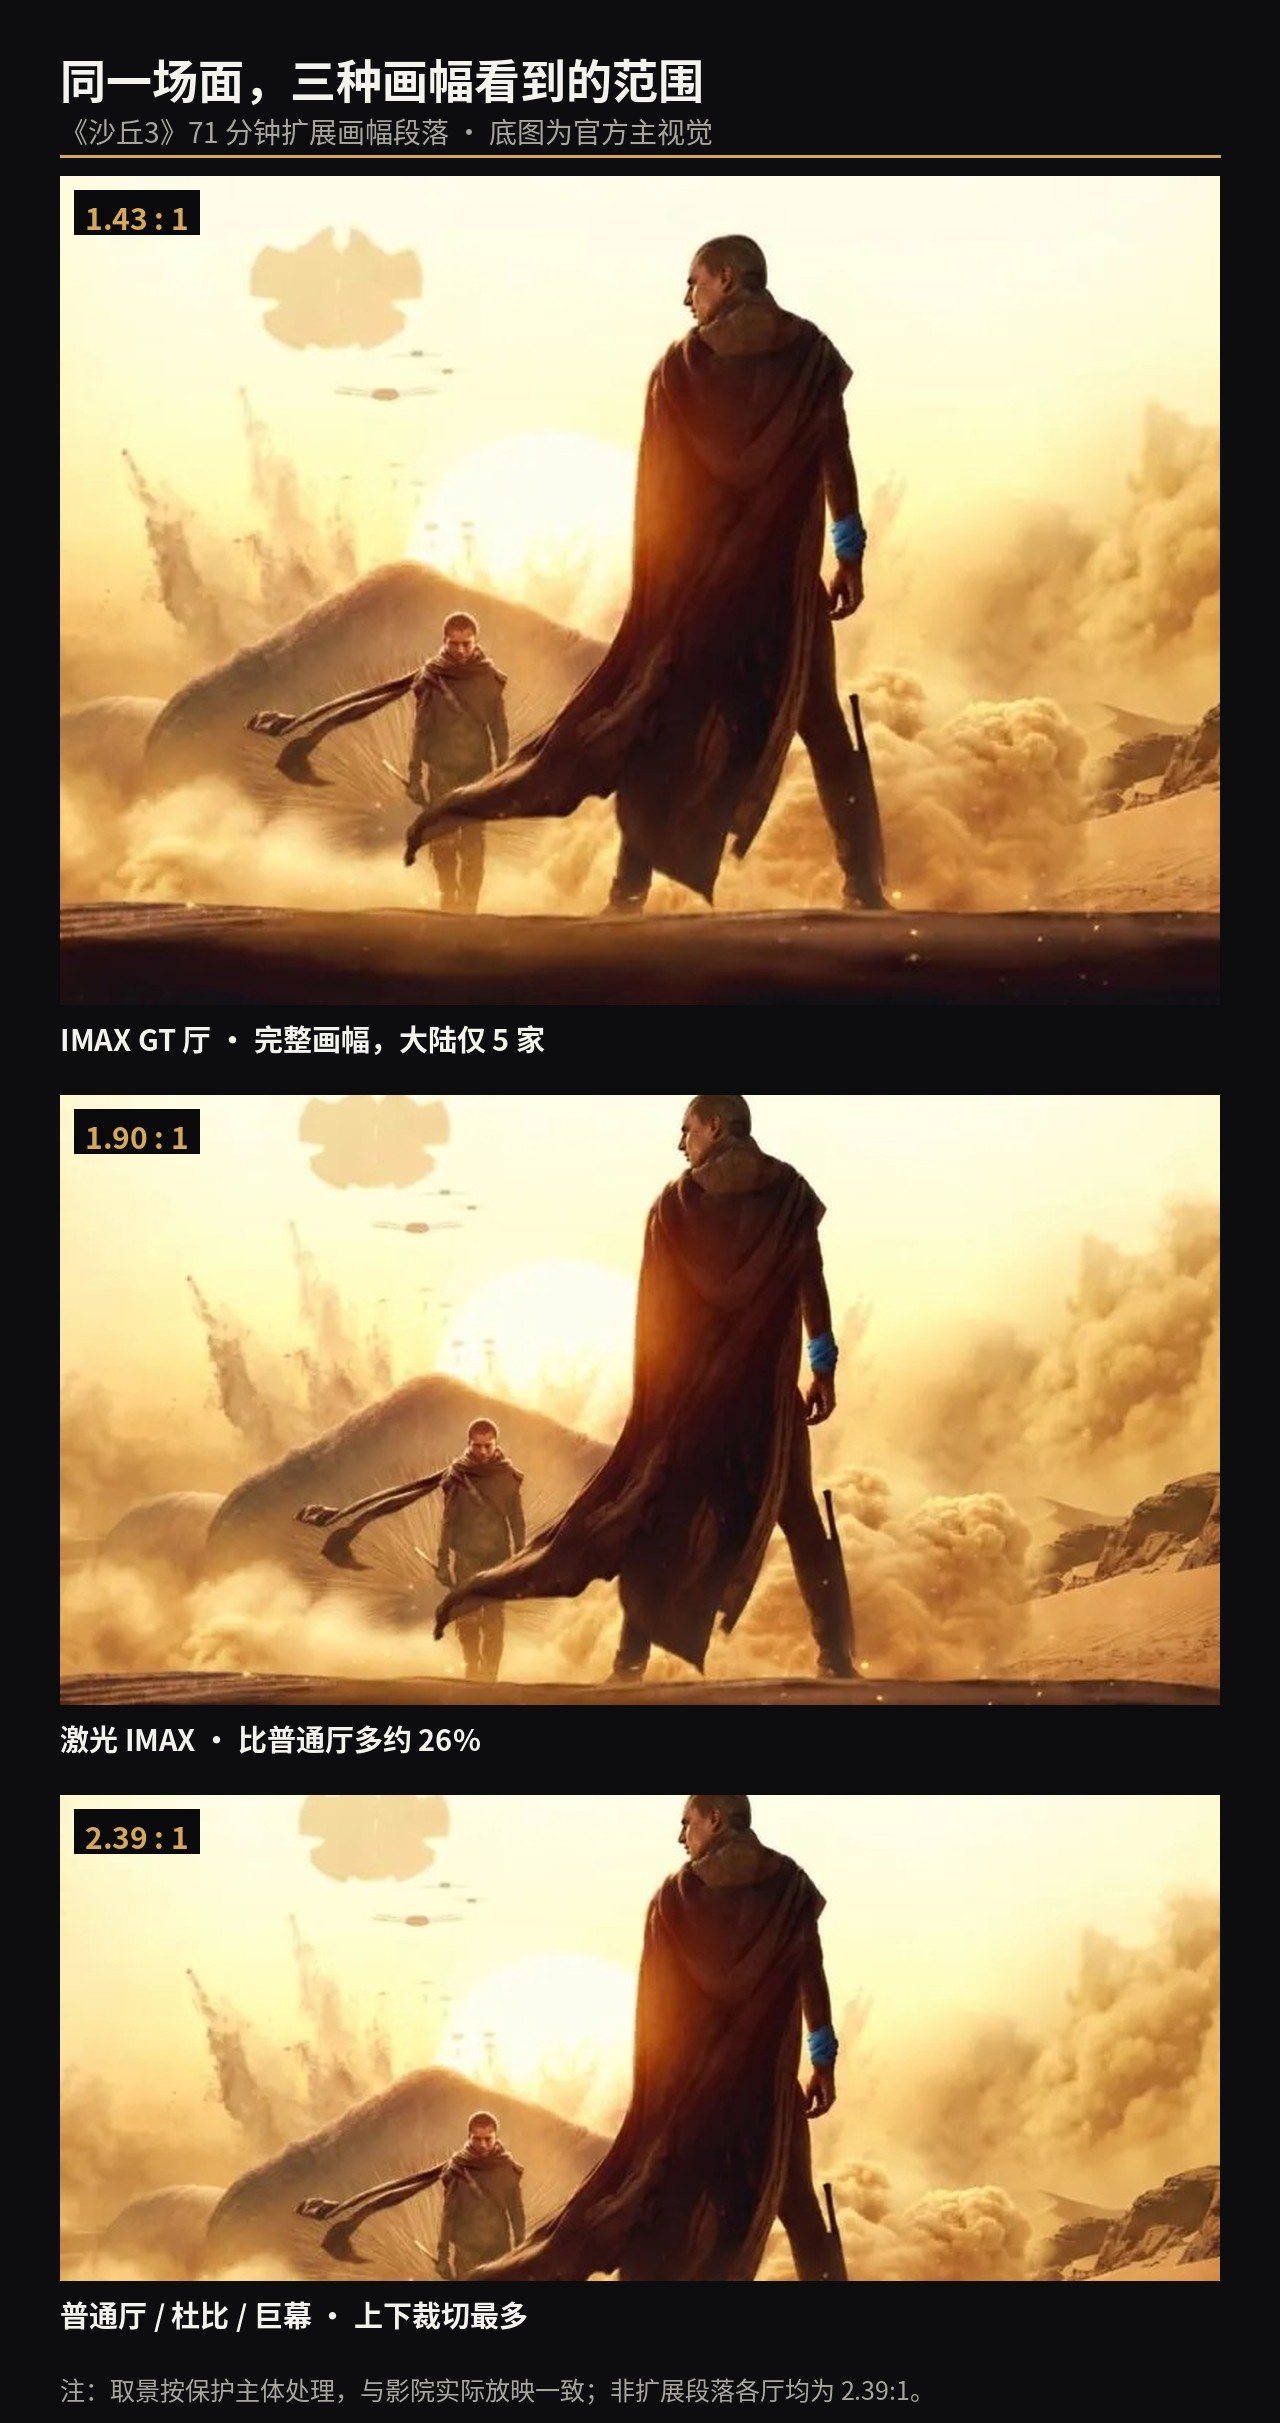 同一场面，三种画幅看到的范围
《沙丘3》71 分钟扩展画幅段落 · 底图为官方主视觉
1.43 : 1
IMAX GT 厅 · 完整画幅，大陆仅 5 家
1.90 : 1
激光 IMAX · 比普通厅多约 26%
2.39 : 1
普通厅 / 杜比 / 巨幕 · 上下裁切最多
注：取景按保护主体处理，与影院实际放映一致；非扩展段落各厅均为 2.39:1。